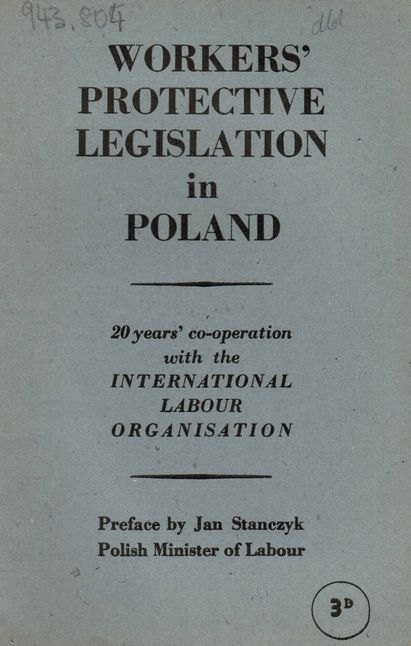 943.804
dbd
WORKERS'
PROTECTIVE
LEGISLATION
in
POLAND
20 years' co-operation
with the
INTERNATIONAL
LABOUR
ORGANISATION
Preface by Jan Stanczyk
Polish Minister of Labour
3D